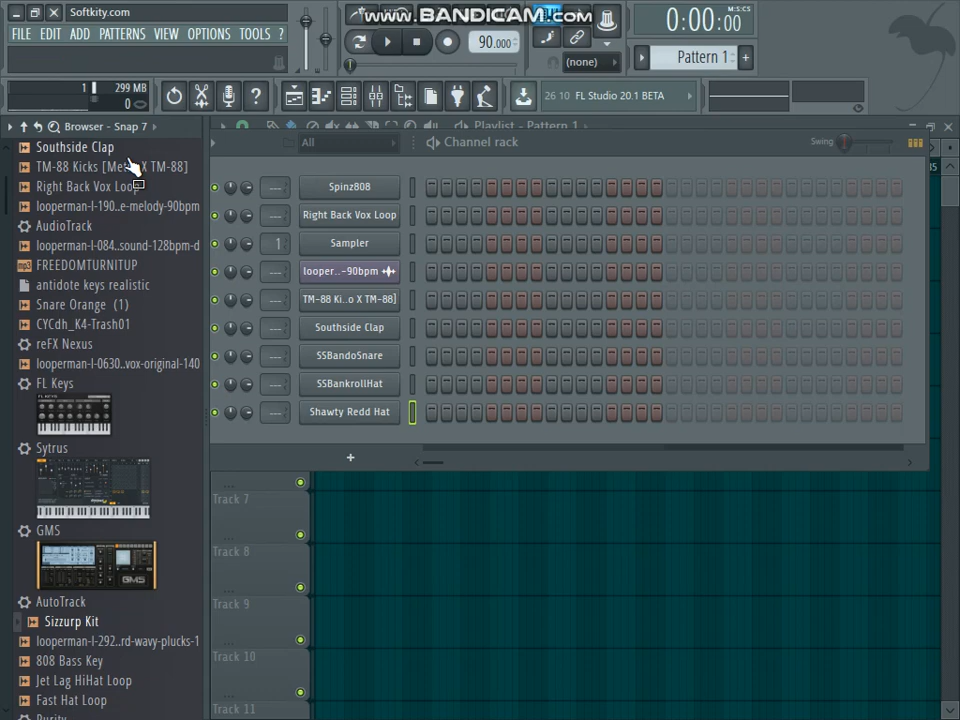 Softkity.com
www.BANDICAM.com
0:00:00
M:S:CS
FILE EDIT ADD PATTERNS VIEW OPTIONS TOOLS ?
90.000
(none)
Pattern 1
1
299 MB
0
26 10 FL Studio 20.1 BETA
Browser - Snap 7
Playlist - Pattern 1
Southside Clap
TM-88 Kicks [Me X TM-88]
Right Back Vox Loop
looperman-l-190..e-melody-90bpm
AudioTrack
looperman-l-084..sound-128bpm-d
FREEDOMTURNITUP
antidote keys realistic
Snare Orange (1)
CYCdh_K4-Trash01
reFX Nexus
looperman-l-0630..vox-original-140
FL Keys
Sytrus
GMS
AutoTrack
Sizzurp Kit
looperman-l-292..rd-wavy-plucks-1
808 Bass Key
Jet Lag HiHat Loop
Fast Hat Loop
Purity
All
Channel rack
Swing
Spinz808
Right Back Vox Loop
1 Sampler
looper..-90bpm
TM-88 Ki..o X TM-88]
Southside Clap
SSBandoSnare
SSBankrollHat
Shawty Redd Hat
15
Track 7
Track 8
Track 9
Track 10
Track 11